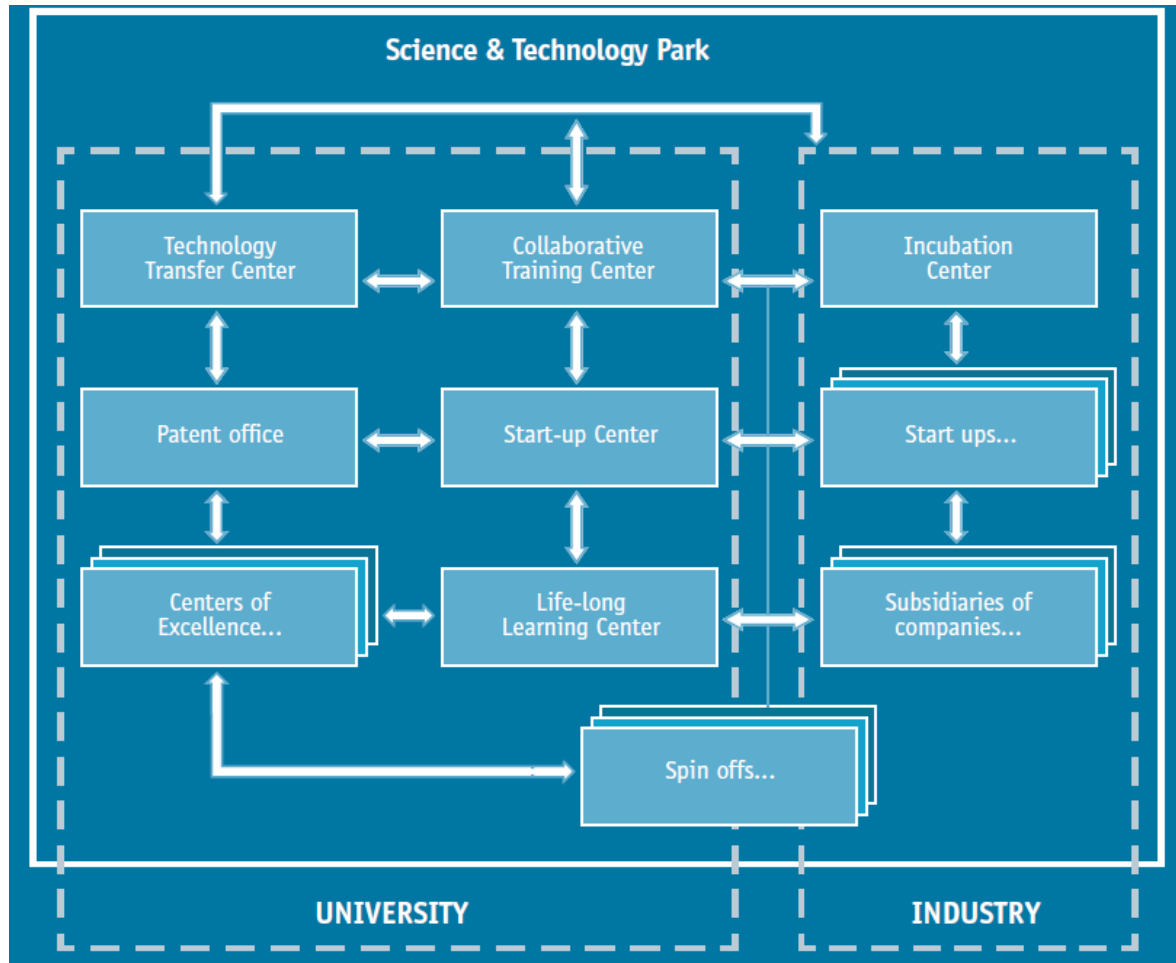 Science & Technology Park
Technology
Transfer Center
Collaborative
Training Center
Incubation
Center
Patent office
Start-up Center
Start ups...
Centers of
Excellence...
Life-long
Learning Center
Subsidiaries of
companies...
Spin offs...
UNIVERSITY
INDUSTRY